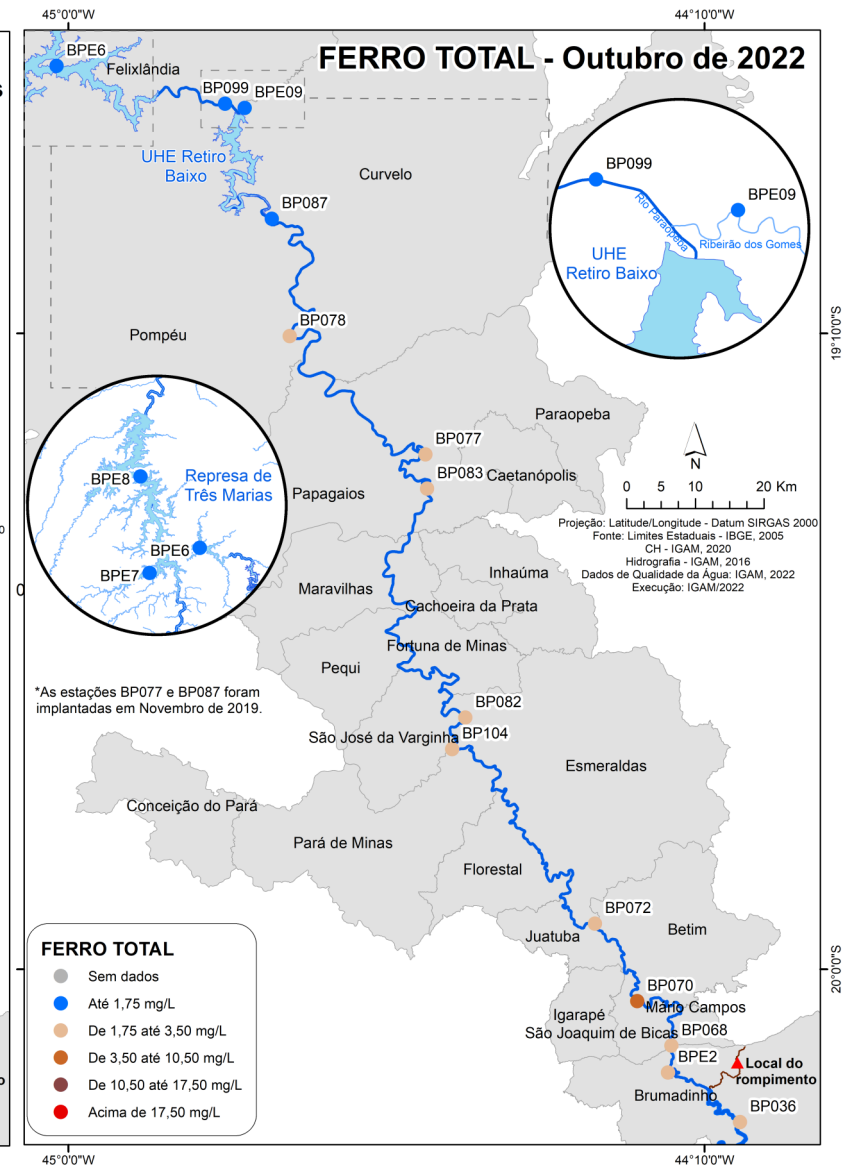 45°0'0"W
44°10'0"W
FERRO TOTAL - Outubro de 2022
BPE6
Felixlândia
BP099
BPE09
UHE Retiro
Baixo
Curvelo
BP087
BP099
BPE09
Rio Paraopeba
Ribeirão dos Gomes
UHE
Retiro Baixo
BP078
Pompéu
19°10'0"S
Paraopeba
BP077
BP083
Caetanópolis
Papagaios
N
0 5 10 20 Km
Projeção: Latitude/Longitude - Datum SIRGAS 2000
Fonte: Limites Estaduais - IBGE, 2005
CH - IGAM, 2020
Hidrografia - IGAM, 2016
Dados de Qualidade da Água: IGAM, 2022
Execução: IGAM/2022
BPE8
Represa de
Três Marias
BPE6
BPE7
Inhaúma
Maravilhas
Cachoeira da Prata
Fortuna de Minas
Pequi
*As estações BP077 e BP087 foram
implantadas em Novembro de 2019.
BP082
São José da Varginha
BP104
Esmeraldas
Conceição do Pará
Pará de Minas
Florestal
BP072
Juatuba
Betim
20°0'0"S
BP070
Mário Campos
Igarapé
São Joaquim de Bicas
BP068
BPE2
Local do
rompimento
Brumadinho
BP036
FERRO TOTAL
Sem dados
Até 1,75 mg/L
De 1,75 até 3,50 mg/L
De 3,50 até 10,50 mg/L
De 10,50 até 17,50 mg/L
Acima de 17,50 mg/L
45°0'0"W
44°10'0"W